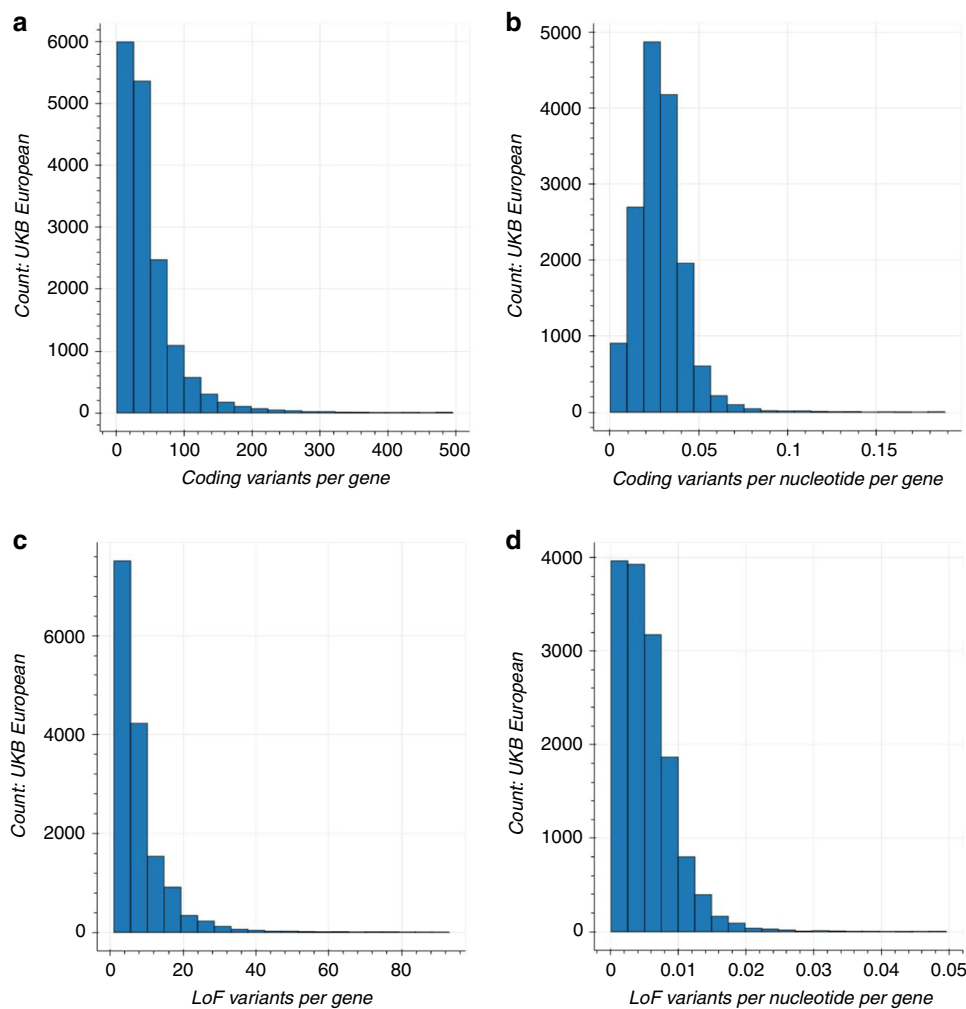 a
6000
5000
4000
3000
2000
1000
0
Count: UKB European
0 100 200 300 400 500
Coding variants per gene
b
5000
4000
3000
2000
1000
0
Count: UKB European
0 0.05 0.1 0.15
Coding variants per nucleotide per gene
c
6000
4000
2000
0
Count: UKB European
0 20 40 60 80
LoF variants per gene
d
4000
3000
2000
1000
0
Count: UKB European
0 0.01 0.02 0.03 0.04 0.05
LoF variants per nucleotide per gene